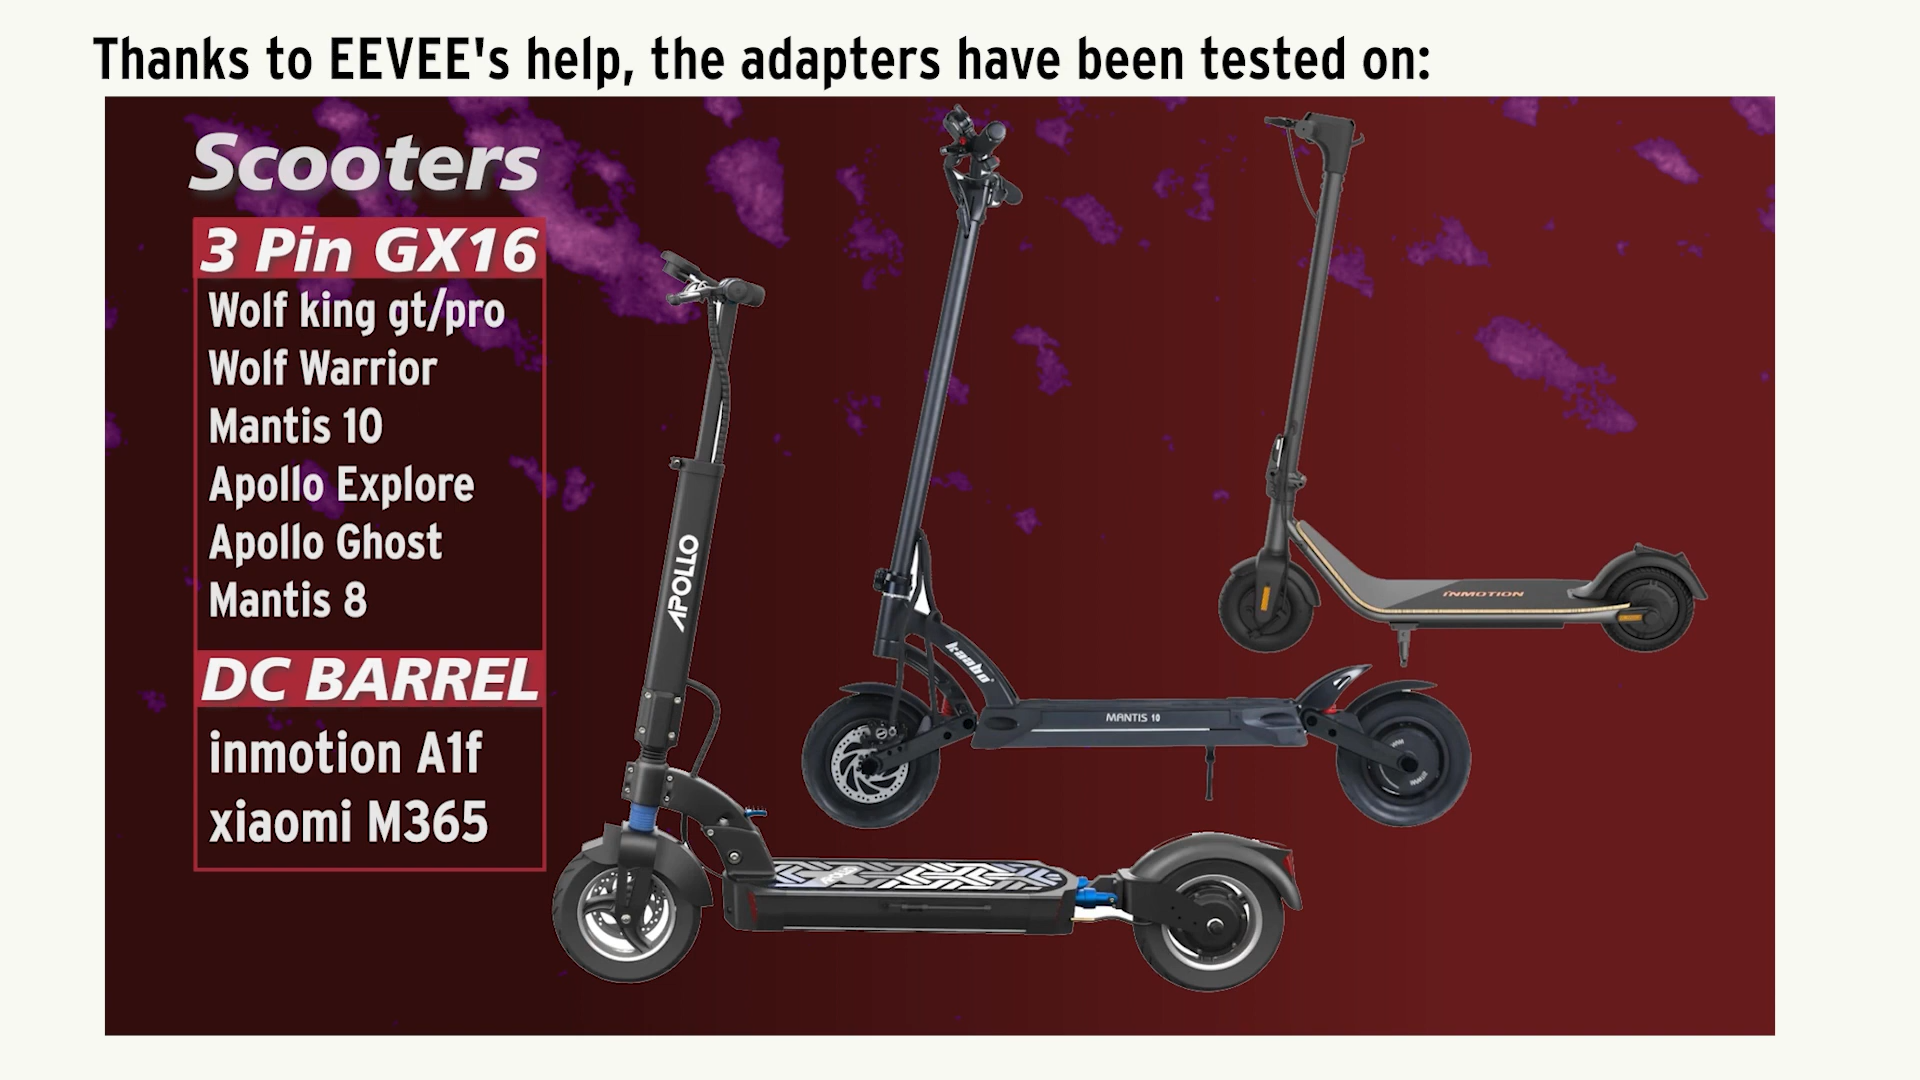 Thanks to EEVEE's help, the adapters have been tested on:
Scooters
3 Pin GX16
Wolf king gt/pro
Wolf Warrior
Mantis 10
Apollo Explore
Apollo Ghost
Mantis 8
DC BARREL
inmotion A1f
xiaomi M365
APOLLO
kaabo
MANTIS 10
INMOTION